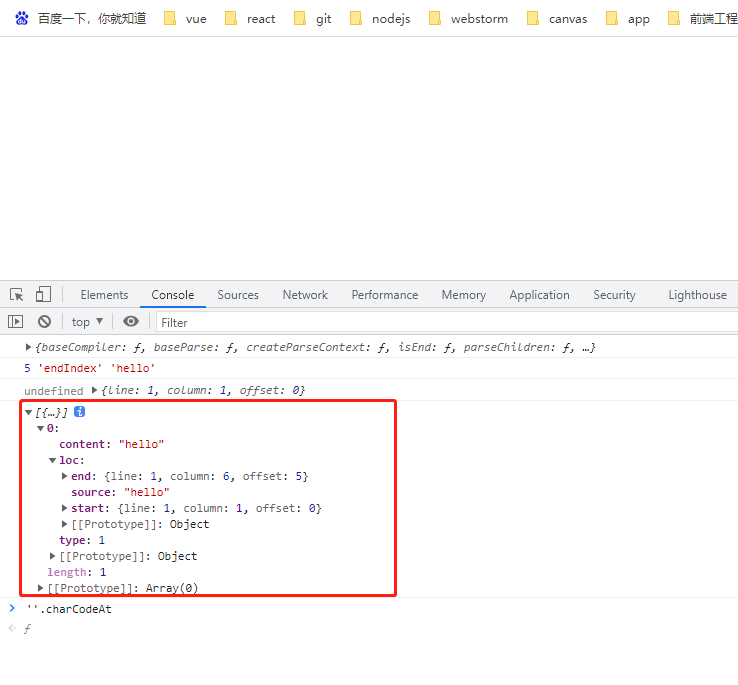 百度一下，你就知道 vue react git nodejs webstorm canvas app 前端工程
Elements Console Sources Network Performance Memory Application Security Lighthouse
top ▼ Filter
▶ {baseCompiler: ƒ, baseParse: ƒ, createParseContext: ƒ, isEnd: ƒ, parseChildren: ƒ, …}
5 'endIndex' 'hello'
undefined ▶ {line: 1, column: 1, offset: 0}
▼ [{…}] i
▼ 0:
content: "hello"
▼ loc:
▶ end: {line: 1, column: 6, offset: 5}
source: "hello"
▶ start: {line: 1, column: 1, offset: 0}
▶ [[Prototype]]: Object
type: 1
▶ [[Prototype]]: Object
length: 1
▶ [[Prototype]]: Array(0)
> ''.charCodeAt
ƒ